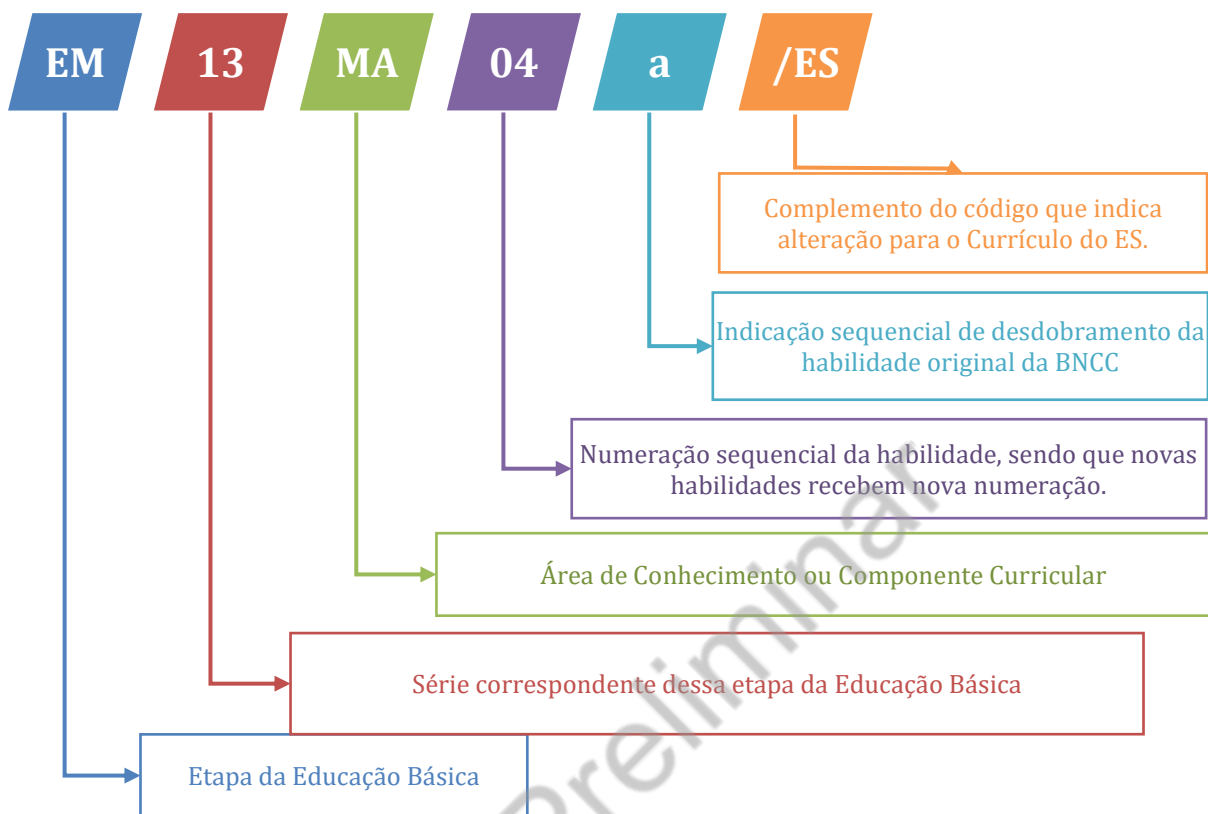 EM 13 MA 04 a /ES
Complemento do código que indica
alteração para o Currículo do ES.
Indicação sequencial de desdobramento da
habilidade original da BNCC
Numeração sequencial da habilidade, sendo que novas
habilidades recebem nova numeração.
Área de Conhecimento ou Componente Curricular
Série correspondente dessa etapa da Educação Básica
Etapa da Educação Básica
Preliminar